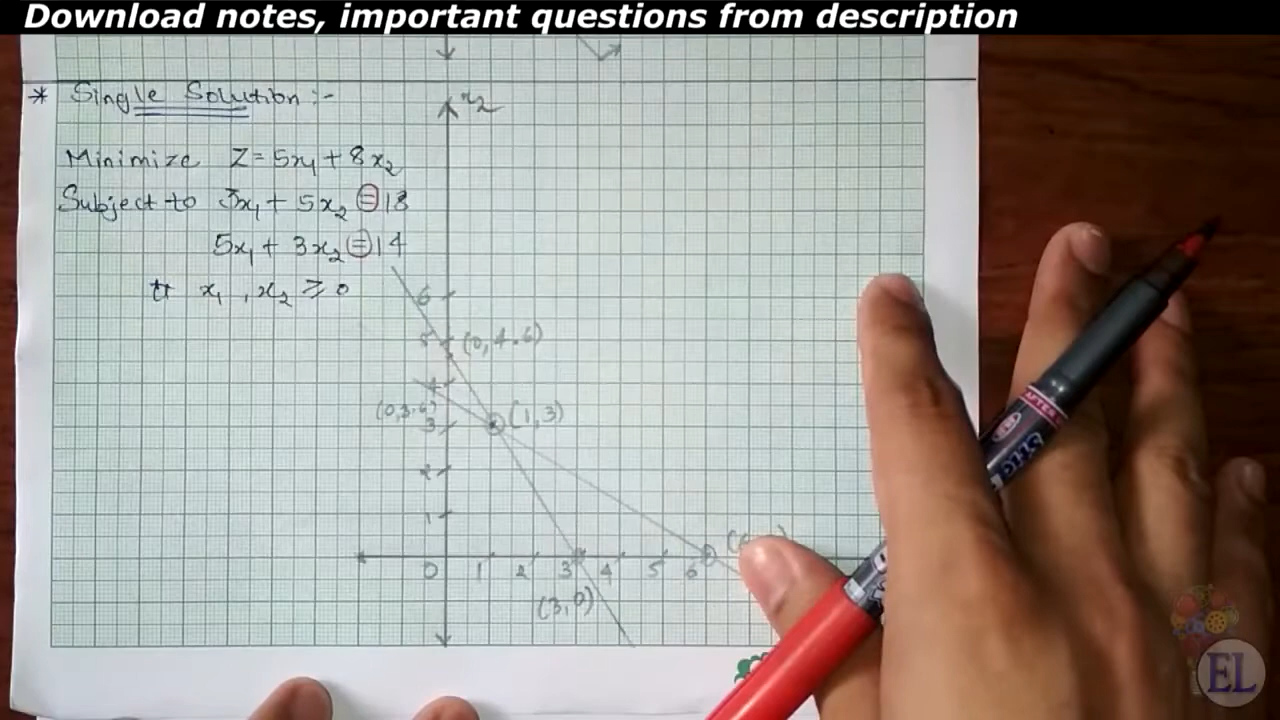 Download notes, important questions from description
x₂
* Single Solution :-
Minimize Z = 5x₁ + 8x₂
Subject to 3x₁ + 5x₂ = 18
5x₁ + 3x₂ = 14
x₁ , x₂ ≥ 0
6
5 (0, 4.6)
4
(0,3.6)
3 (1,3)
2
1
0 1 2 3 4 5 6
(3,0)
EL